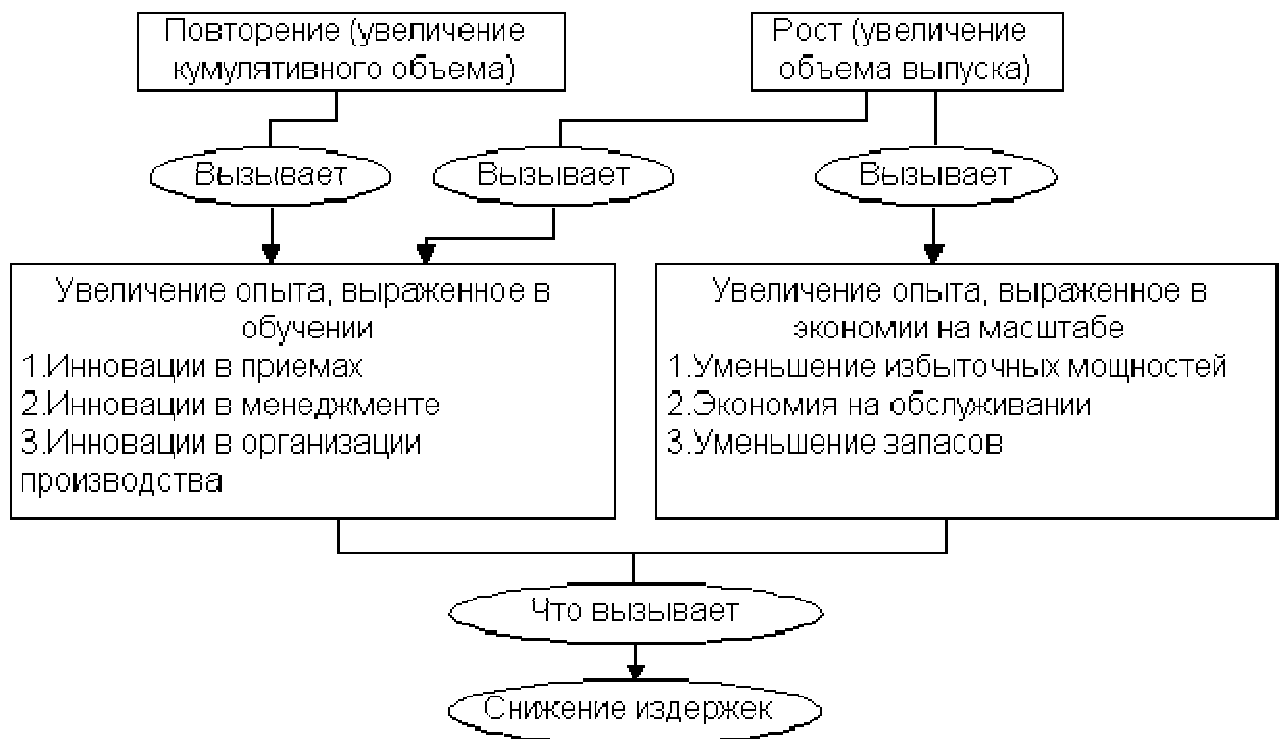 Повторение (увеличение
кумулятивного объема)
Рост (увеличение
объема выпуска)
Вызывает
Вызывает
Вызывает
Увеличение опыта, выраженное в
обучении
1.Инновации в приемах
2.Инновации в менеджменте
3.Инновации в организации
производства
Увеличение опыта, выраженное в
экономии на масштабе
1.Уменьшение избыточных мощностей
2.Экономия на обслуживании
3.Уменьшение запасов
Что вызывает
Снижение издержек